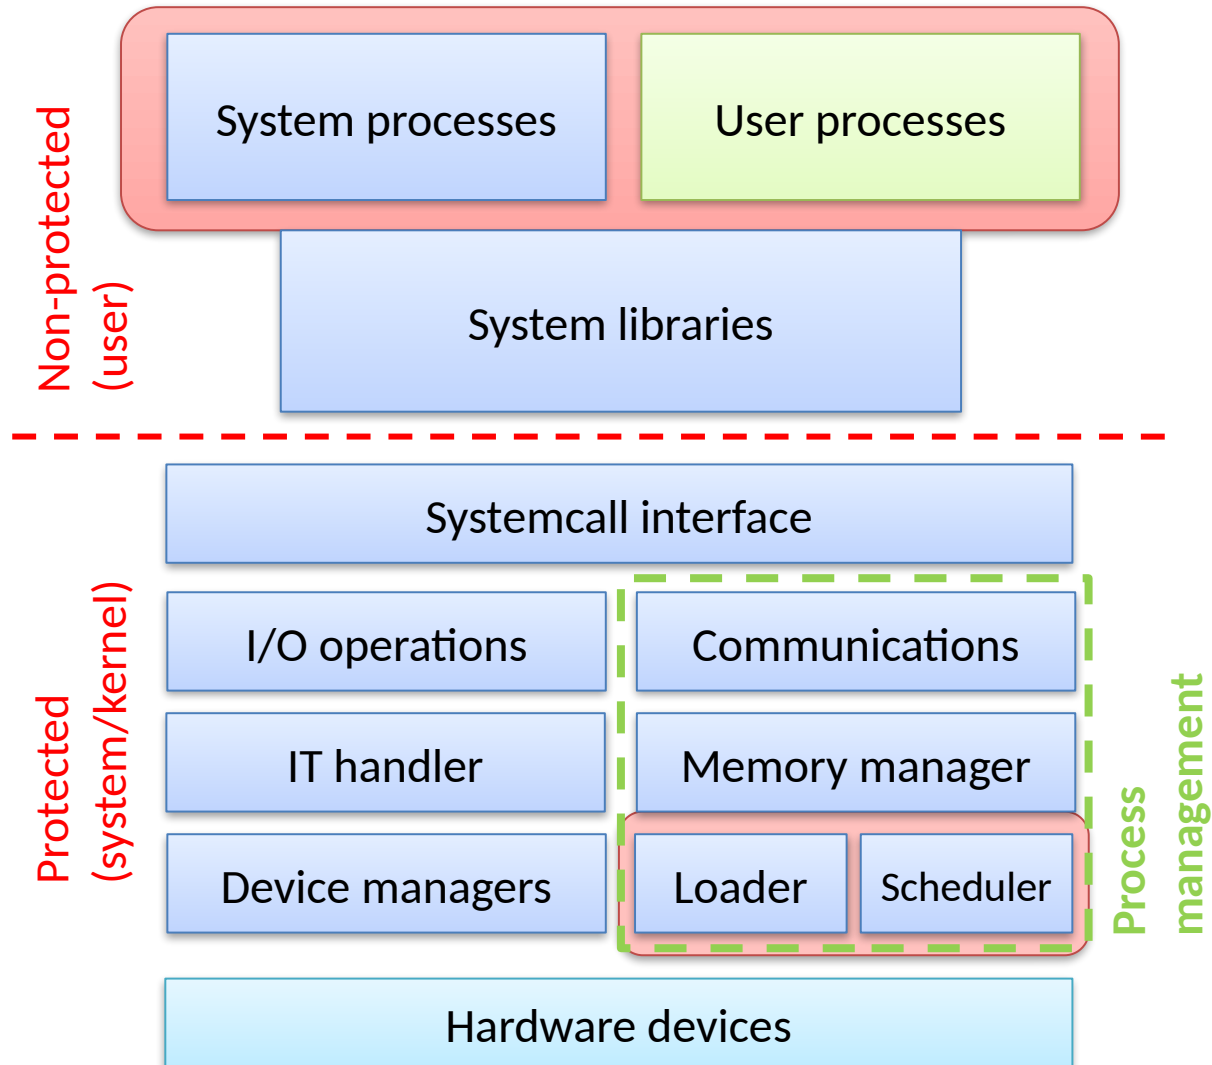 System processes
User processes
Non-protected
(user)
System libraries
Systemcall interface
Protected
(system/kernel)
I/O operations
Communications
IT handler
Memory manager
Device managers
Loader
Scheduler
Process
management
Hardware devices